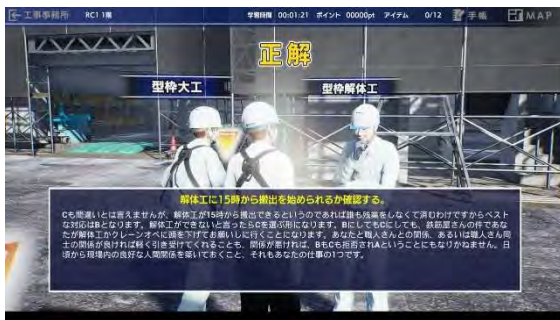 工事事務所 RC1 1階 学習時間 00:01:21 ポイント 00000pt アイテム 0/12 手帳 MAP
正解
型枠大工 型枠解体工
解体工に15時から搬出を始められるか確認する。
Cも間違いとは言えませんが、解体工が15時から搬出できるというのであれば誰も残業をしなくて済むわけですからベスト
な対応はBとなります。解体工ができないと言ったらCを選ぶ形になります。BにしてもCにしても、鉄筋屋さんの件であな
たが解体工かクレーンオペに頭を下げてお願いしに行くことになります。あなたと職人さんとの関係、あるいは職人さん同
士の関係が良ければ軽く引き受けてくれることも、関係が悪ければ、BもCも拒否されAということにもなりかねません。日
頃から現場内の良好な人間関係を築いておくこと、それもあなたの仕事の1つです。